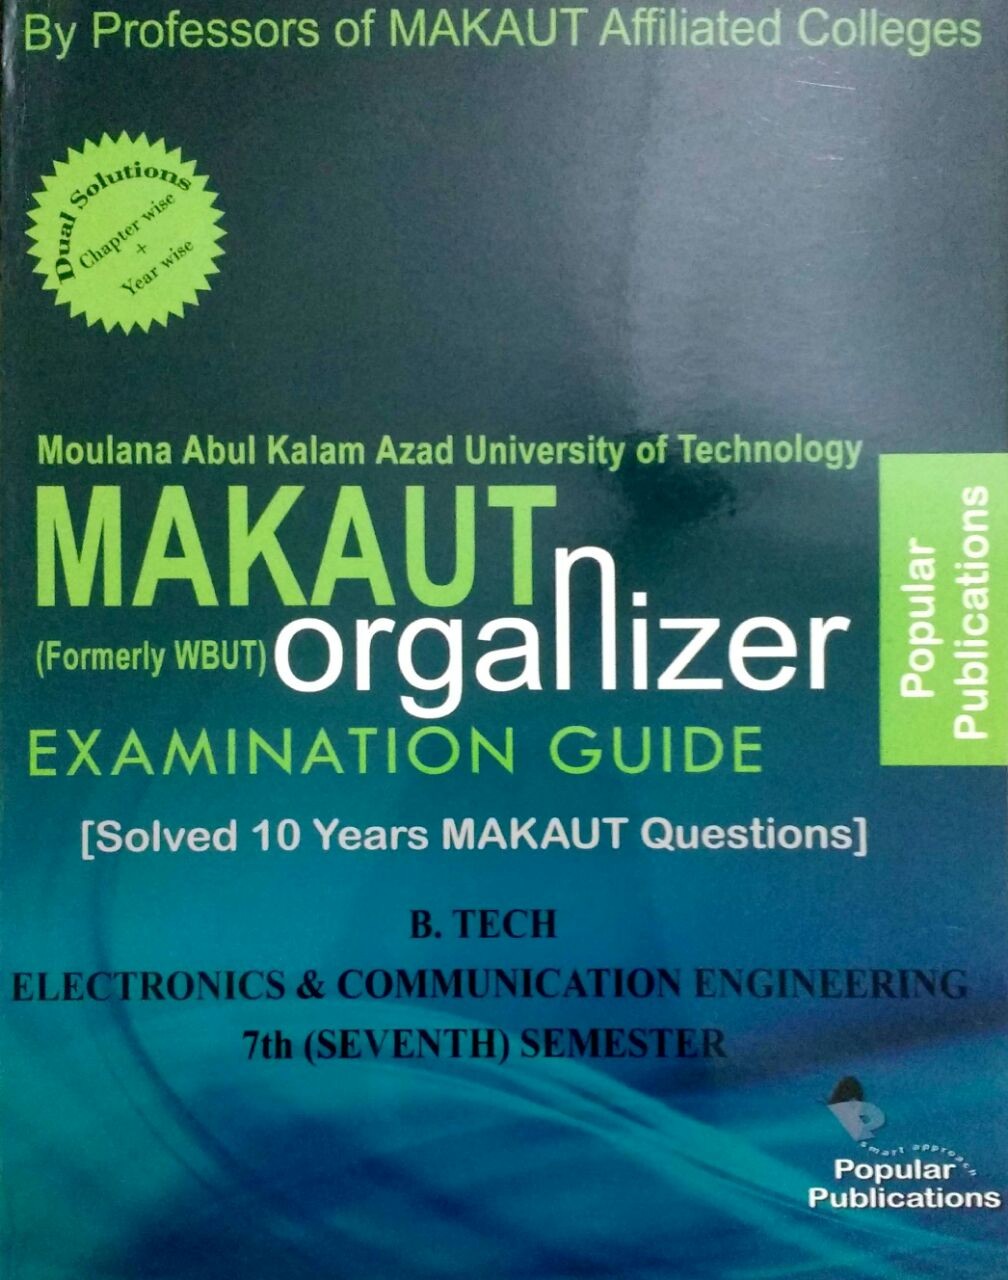 By Professors of MAKAUT Affiliated Colleges
Dual Solutions
Chapter wise
+
Year wise
Moulana Abul Kalam Azad University of Technology
MAKAUT
(Formerly WBUT)
organizer
EXAMINATION GUIDE
Popular
Publications
[Solved 10 Years MAKAUT Questions]
B. TECH
ELECTRONICS & COMMUNICATION ENGINEERING
7th (SEVENTH) SEMESTER
P
smart approach
Popular
Publications